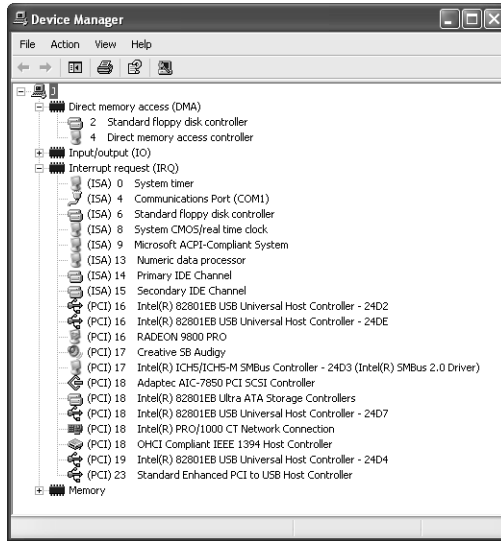 Device Manager
File Action View Help
J
Direct memory access (DMA)
2 Standard floppy disk controller
4 Direct memory access controller
Input/output (IO)
Interrupt request (IRQ)
(ISA) 0 System timer
(ISA) 4 Communications Port (COM1)
(ISA) 6 Standard floppy disk controller
(ISA) 8 System CMOS/real time clock
(ISA) 9 Microsoft ACPI-Compliant System
(ISA) 13 Numeric data processor
(ISA) 14 Primary IDE Channel
(ISA) 15 Secondary IDE Channel
(PCI) 16 Intel(R) 82801EB USB Universal Host Controller - 24D2
(PCI) 16 Intel(R) 82801EB USB Universal Host Controller - 24DE
(PCI) 16 RADEON 9800 PRO
(PCI) 17 Creative SB Audigy
(PCI) 17 Intel(R) ICH5/ICH5-M SMBus Controller - 24D3 (Intel(R) SMBus 2.0 Driver)
(PCI) 18 Adaptec AIC-7850 PCI SCSI Controller
(PCI) 18 Intel(R) 82801EB Ultra ATA Storage Controllers
(PCI) 18 Intel(R) 82801EB USB Universal Host Controller - 24D7
(PCI) 18 Intel(R) PRO/1000 CT Network Connection
(PCI) 18 OHCI Compliant IEEE 1394 Host Controller
(PCI) 19 Intel(R) 82801EB USB Universal Host Controller - 24D4
(PCI) 23 Standard Enhanced PCI to USB Host Controller
Memory